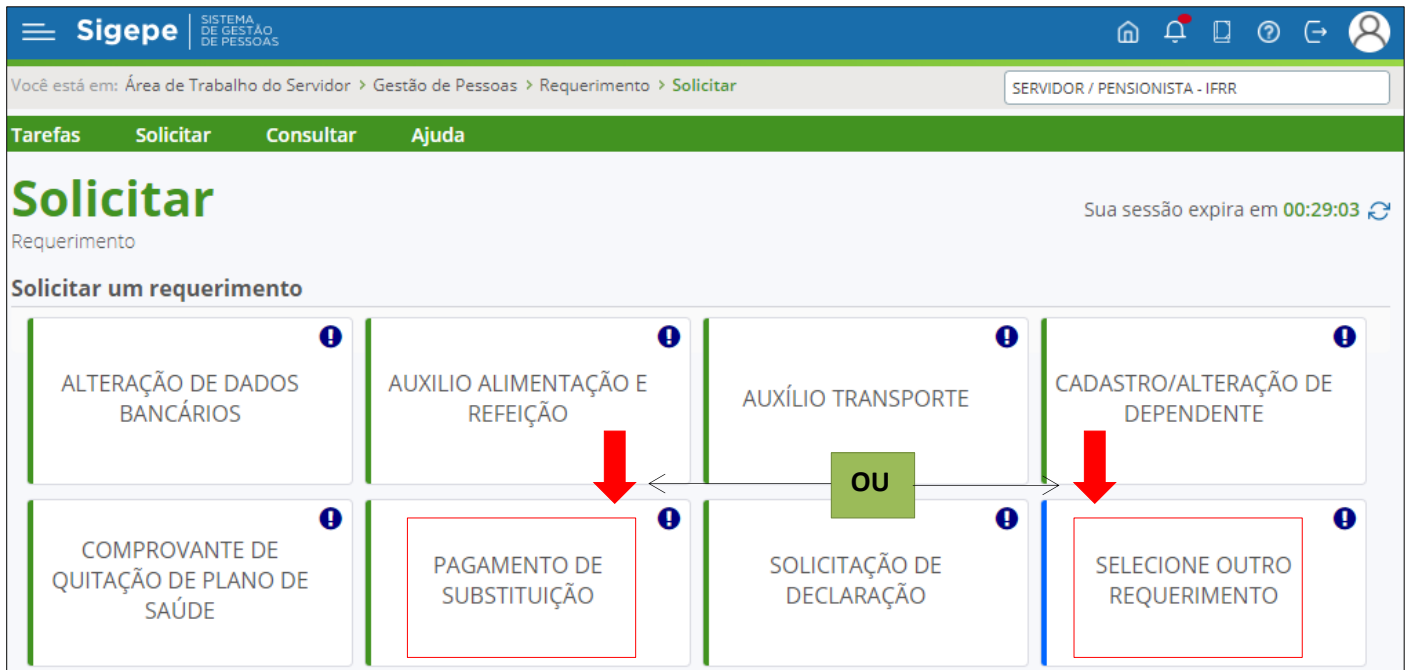 Sigepe
SISTEMA
DE GESTÃO
DE PESSOAS
Você está em: Área de Trabalho do Servidor > Gestão de Pessoas > Requerimento > Solicitar
SERVIDOR / PENSIONISTA - IFRR
Tarefas Solicitar Consultar Ajuda
Solicitar
Sua sessão expira em 00:29:03
Requerimento
Solicitar um requerimento
ALTERAÇÃO DE DADOS
BANCÁRIOS
AUXILIO ALIMENTAÇÃO E
REFEIÇÃO
AUXÍLIO TRANSPORTE
CADASTRO/ALTERAÇÃO DE
DEPENDENTE
OU
COMPROVANTE DE
QUITAÇÃO DE PLANO DE
SAÚDE
PAGAMENTO DE
SUBSTITUIÇÃO
SOLICITAÇÃO DE
DECLARAÇÃO
SELECIONE OUTRO
REQUERIMENTO